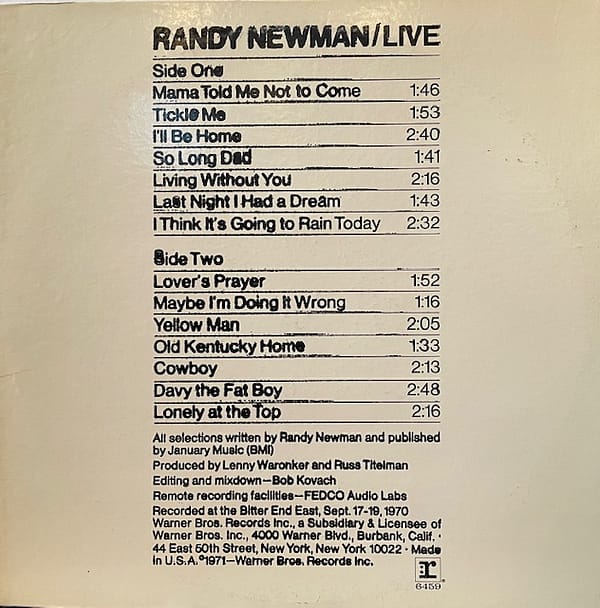 RANDY NEWMAN/LIVE
Side One
Mama Told Me Not to Come 1:46
Tickle Me 1:53
I'll Be Home 2:40
So Long Dad 1:41
Living Without You 2:16
Last Night I Had a Dream 1:43
I Think It's Going to Rain Today 2:32
Side Two
Lover's Prayer 1:52
Maybe I'm Doing It Wrong 1:16
Yellow Man 2:05
Old Kentucky Home 1:33
Cowboy 2:13
Davy the Fat Boy 2:48
Lonely at the Top 2:16
All selections written by Randy Newman and published
by January Music (BMI)
Produced by Lenny Waronker and Russ Titelman
Editing and mixdown—Bob Kovach
Remote recording facilities—FEDCO Audio Labs
Recorded at the Bitter End East, Sept. 17-19, 1970
Warner Bros. Records Inc., a Subsidiary & Licensee of
Warner Bros. Inc., 4000 Warner Blvd., Burbank, Calif. •
44 East 50th Street, New York, New York 10022 • Made
in U.S.A. ©1971—Warner Bros. Records Inc.
r
6459